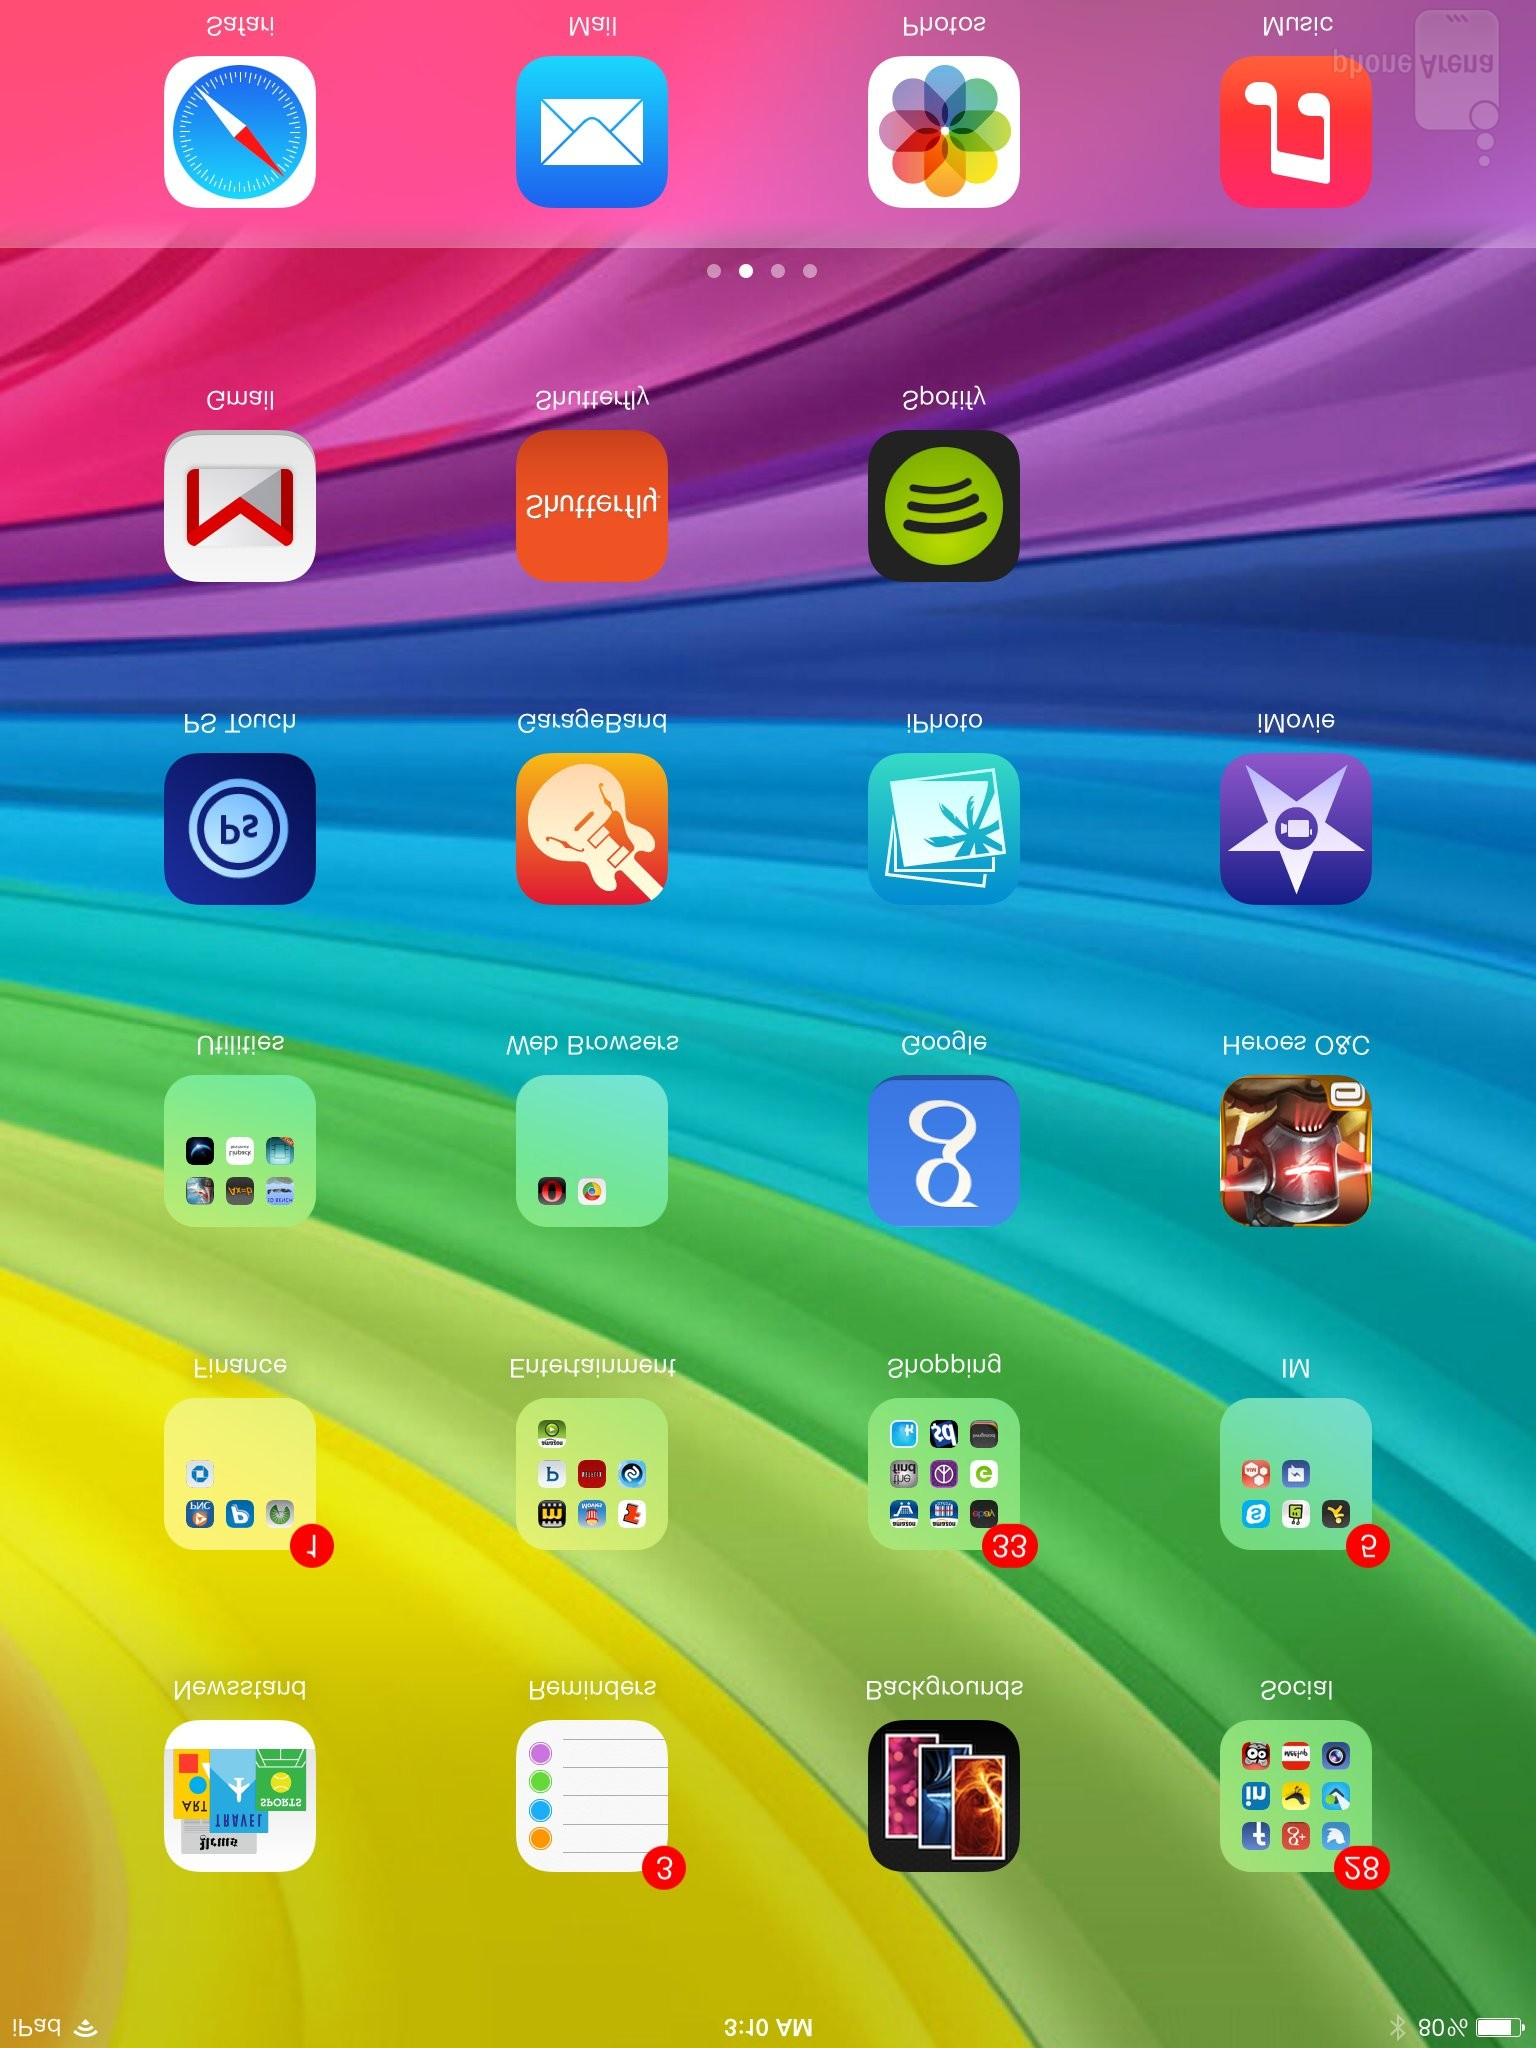 iPad 3:10 AM 80%
28
SPORTS
ART
TRAVEL
News
3
Newsstand Reminders Backgrounds Social
1
33
5
Finance Entertainment Shopping IM
Utilities Web Browsers Google Heroes O&C
Ps
PS Touch GarageBand iPhoto iMovie
Shutterfly
Gmail Shutterfly Spotify
phoneArena
Safari Mail Photos Music